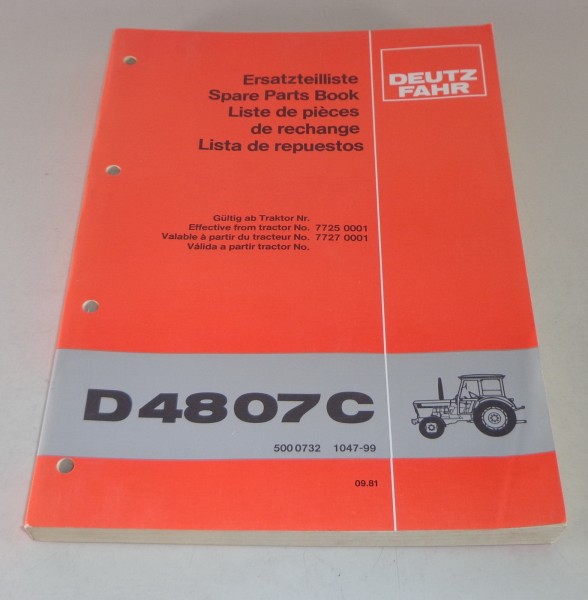 Ersatzteilliste
Spare Parts Book
Liste de pièces
de rechange
Lista de repuestos
DEUTZ
FAHR
Gültig ab Traktor Nr.
Effective from tractor No. 7725 0001
Valable à partir du tracteur No. 7727 0001
Válida a partir tractor No.
D4807C
500 0732 1047-99
09.81